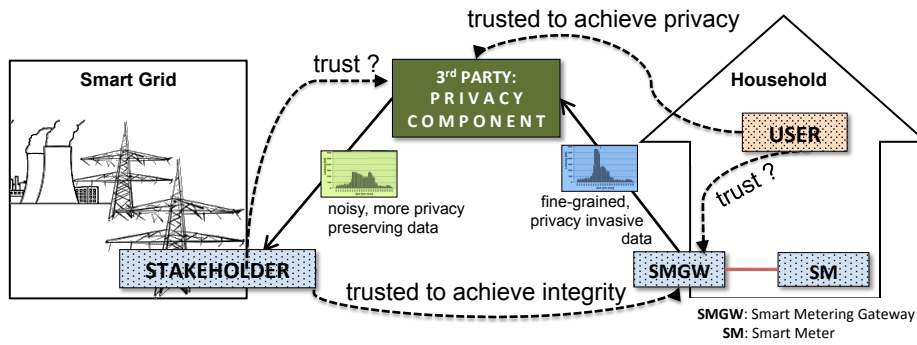 trusted to achieve privacy
Smart Grid
trust ?
3rd PARTY:
PRIVACY
COMPONENT
Household
USER
trust ?
noisy, more privacy
preserving data
fine-grained,
privacy invasive
data
STAKEHOLDER
SMGW
SM
trusted to achieve integrity
SMGW: Smart Metering Gateway
SM: Smart Meter